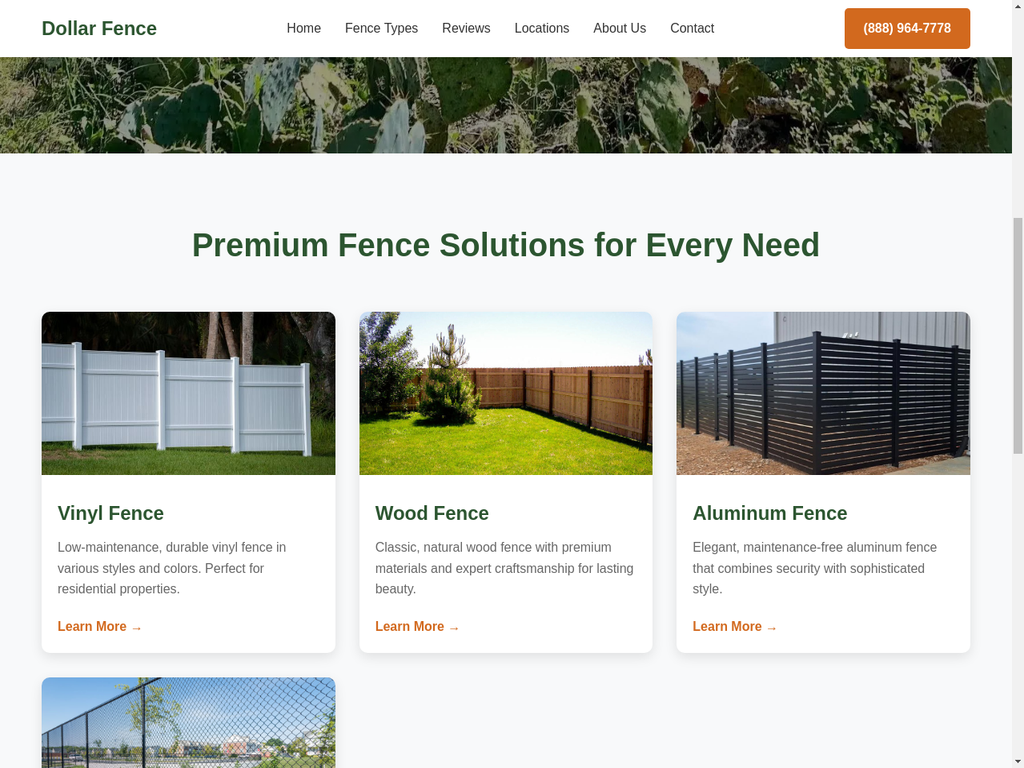 Dollar Fence
Home
Fence Types
Reviews
Locations
About Us
Contact
(888) 964-7778
Premium Fence Solutions for Every Need
Vinyl Fence
Low-maintenance, durable vinyl fence in
various styles and colors. Perfect for
residential properties.
Learn More →
Wood Fence
Classic, natural wood fence with premium
materials and expert craftsmanship for lasting
beauty.
Learn More →
Aluminum Fence
Elegant, maintenance-free aluminum fence
that combines security with sophisticated
style.
Learn More →